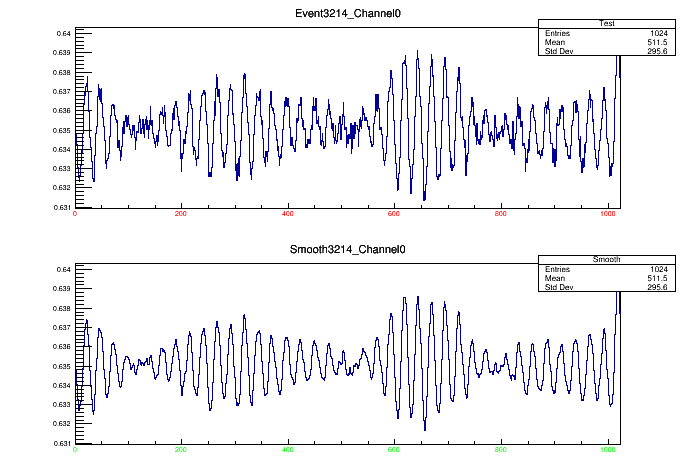 Event3214_Channel0
Test
Entries 1024
Mean 511.5
Std Dev 295.6
0.64
0.639
0.638
0.637
0.636
0.635
0.634
0.633
0.632
0.631
0 200 400 600 800 1000
Smooth3214_Channel0
Smooth
Entries 1024
Mean 511.5
Std Dev 295.6
0.64
0.639
0.638
0.637
0.636
0.635
0.634
0.633
0.632
0.631
0 200 400 600 800 1000